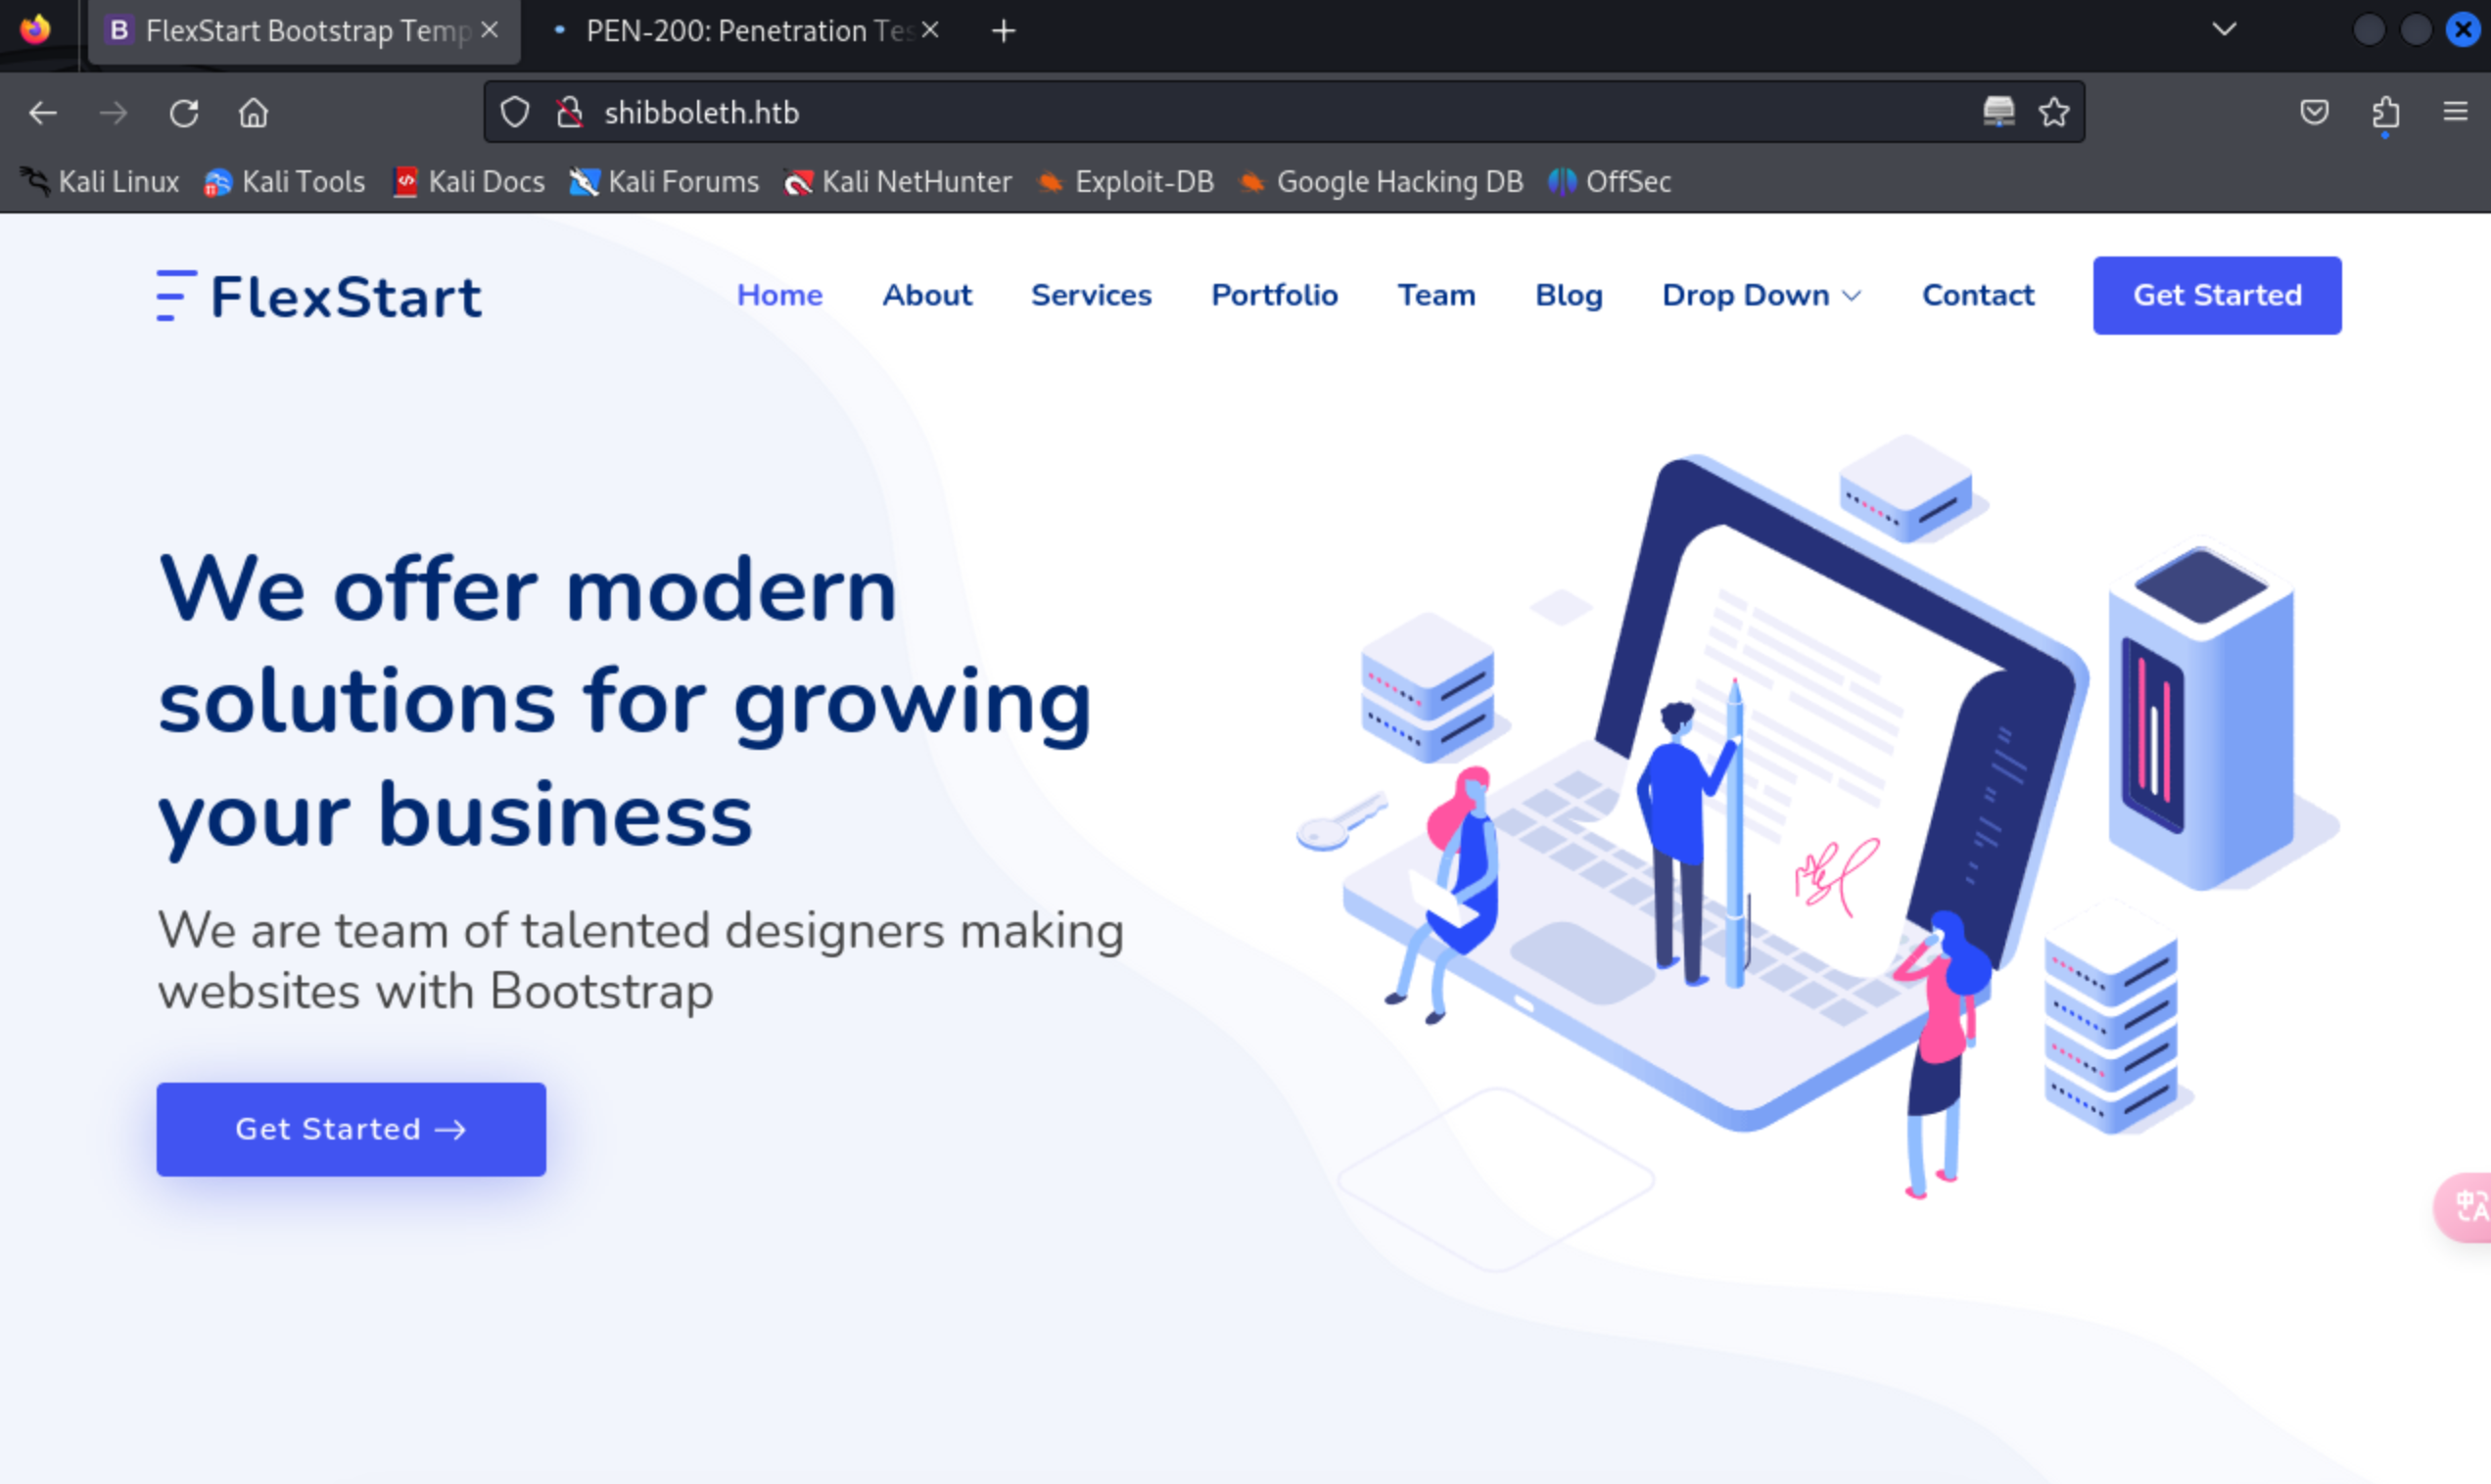 FlexStart Bootstrap Temp
PEN-200: Penetration Tes
shibboleth.htb
Kali Linux Kali Tools Kali Docs Kali Forums Kali NetHunter Exploit-DB Google Hacking DB OffSec
FlexStart Home About Services Portfolio Team Blog Drop Down Contact Get Started
We offer modern
solutions for growing
your business
We are team of talented designers making
websites with Bootstrap
Get Started →